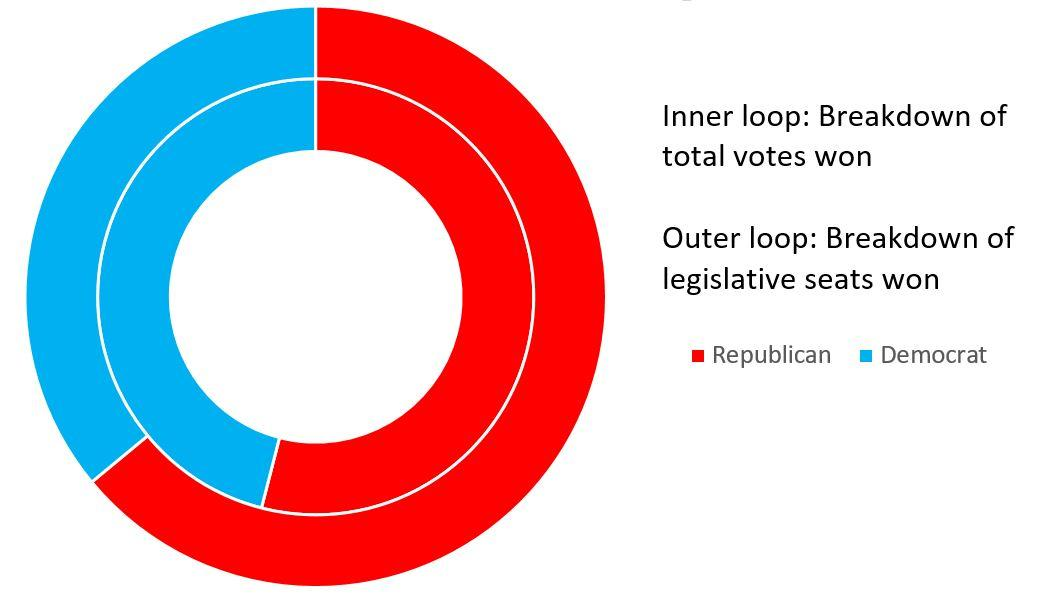 Inner loop: Breakdown of
total votes won
Outer loop: Breakdown of
legislative seats won
Republican Democrat